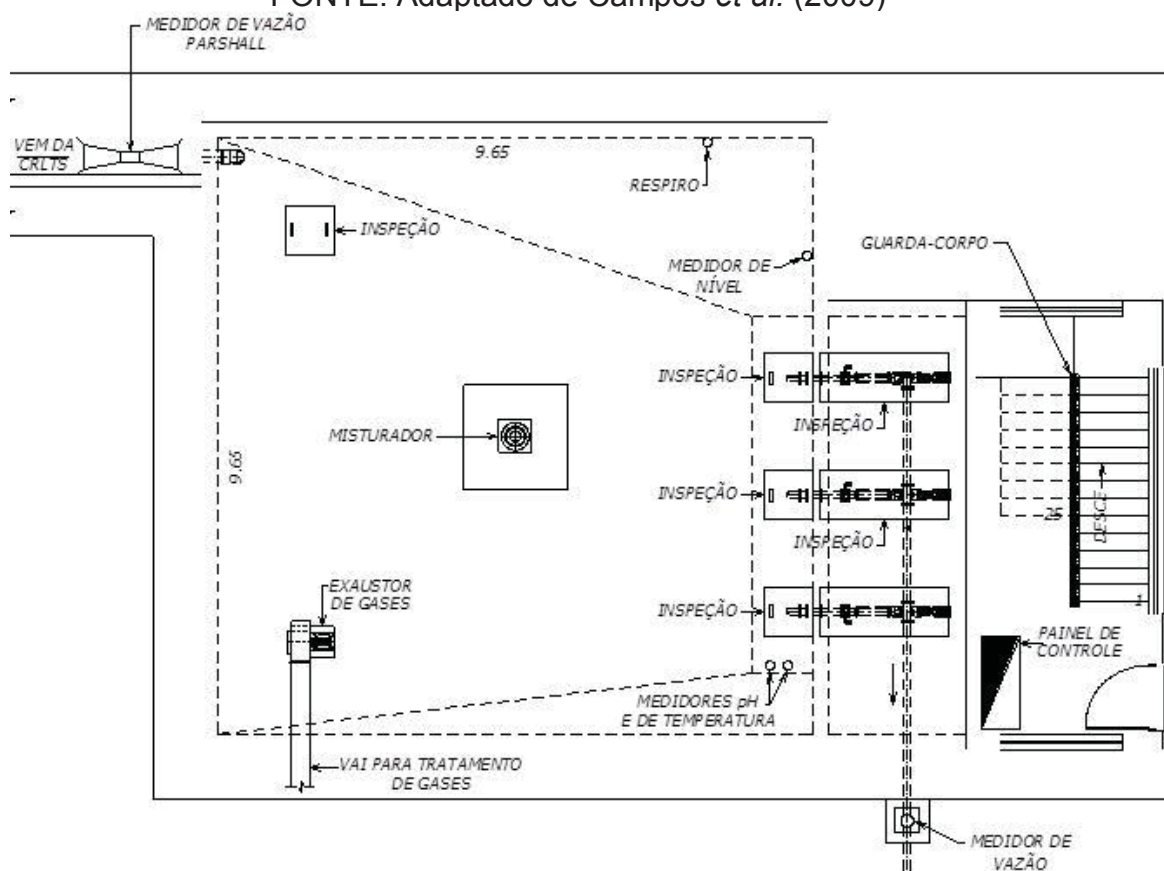 FONTE: Adaptado de Campos et al. (2009)
MEDIDOR DE VAZÃO
PARSHALL
VEM DA
CRLTS
9.65
RESPIRO
INSPEÇÃO
GUARDA-CORPO
MEDIDOR DE
NÍVEL
INSPEÇÃO
INSPEÇÃO
MISTURADOR
9.65
INSPEÇÃO
25
DESCE
INSPEÇÃO
EXAUSTOR
DE GASES
INSPEÇÃO
1
PAINEL DE
CONTROLE
MEDIDORES pH
E DE TEMPERATURA
VAI PARA TRATAMENTO
DE GASES
MEDIDOR DE
VAZÃO